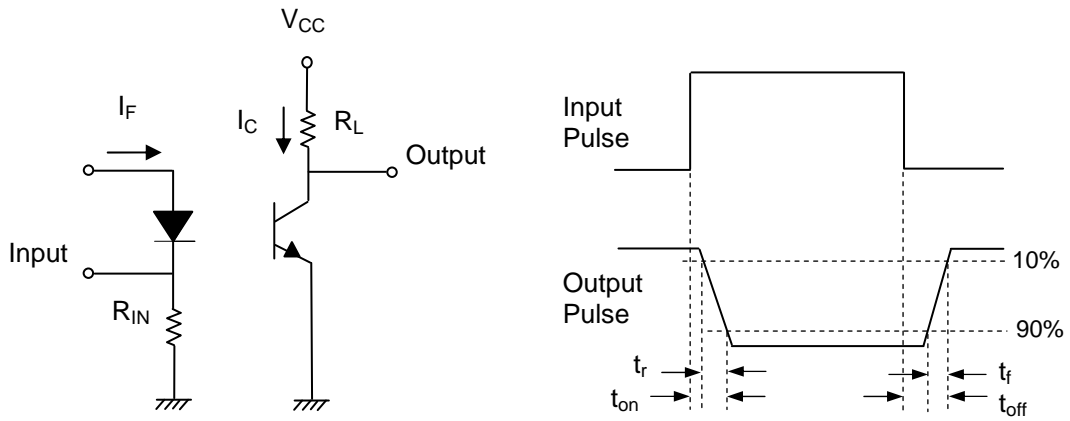 V_CC
I_F
I_C
R_L
Output
Input
R_IN
Input
Pulse
Output
Pulse
10%
90%
t_r
t_f
t_on
t_off